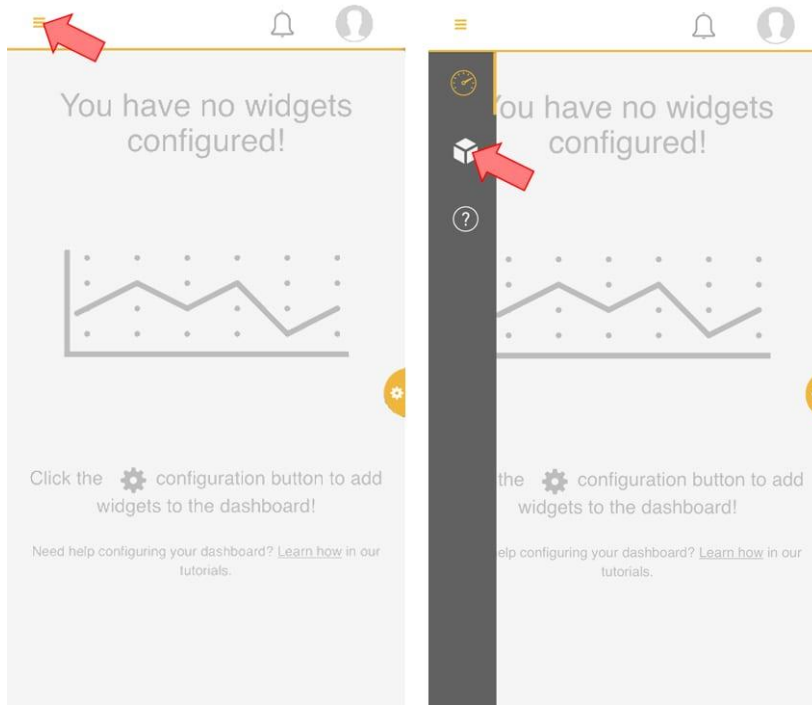 You have no widgets
configured!
Click the configuration button to add
widgets to the dashboard!
Need help configuring your dashboard? Learn how in our
tutorials.
?
ou have no widgets
configured!
the configuration button to add
widgets to the dashboard!
elp configuring your dashboard? Learn how in our
tutorials.